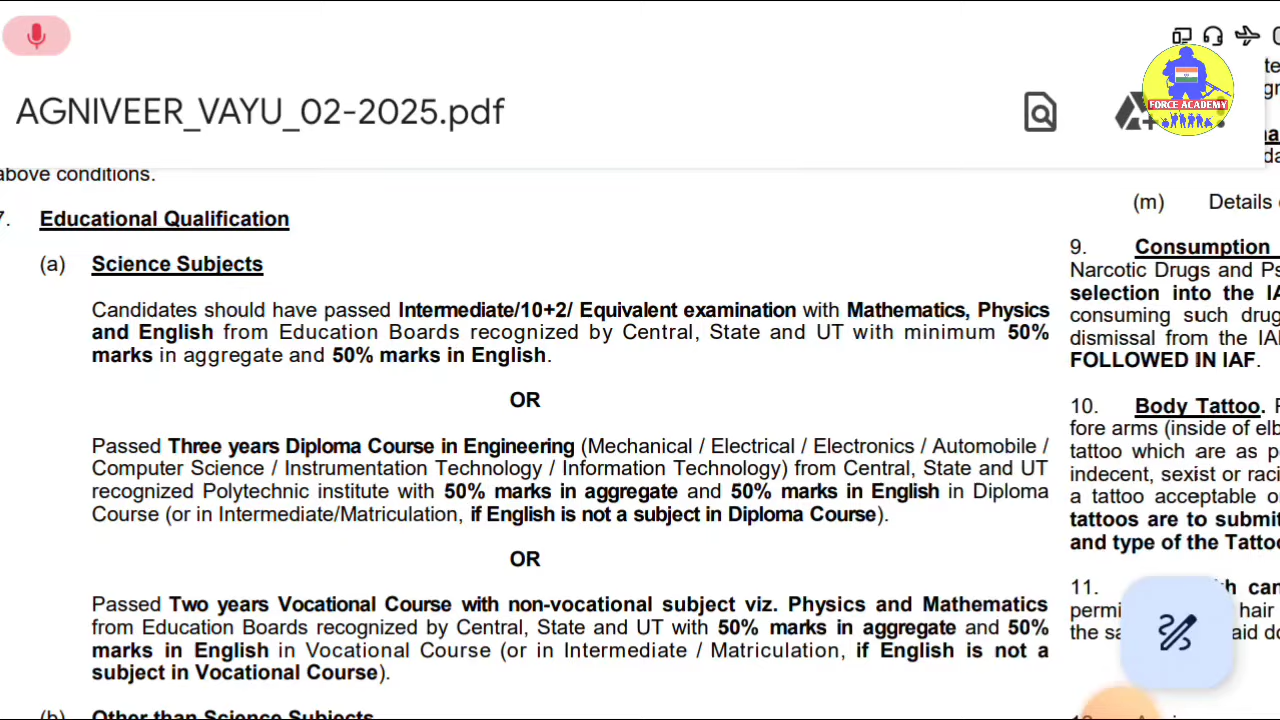 AGNIVEER_VAYU_02-2025.pdf
FORCE ACADEMY
above conditions.
7. Educational Qualification
(a) Science Subjects
Candidates should have passed Intermediate/10+2/ Equivalent examination with Mathematics, Physics
and English from Education Boards recognized by Central, State and UT with minimum 50%
marks in aggregate and 50% marks in English.
OR
Passed Three years Diploma Course in Engineering (Mechanical / Electrical / Electronics / Automobile /
Computer Science / Instrumentation Technology / Information Technology) from Central, State and UT
recognized Polytechnic institute with 50% marks in aggregate and 50% marks in English in Diploma
Course (or in Intermediate/Matriculation, if English is not a subject in Diploma Course).
OR
Passed Two years Vocational Course with non-vocational subject viz. Physics and Mathematics
from Education Boards recognized by Central, State and UT with 50% marks in aggregate and 50%
marks in English in Vocational Course (or in Intermediate / Matriculation, if English is not a
subject in Vocational Course).
(b) Other than Science Subjects
(m) Details
9. Consumption
Narcotic Drugs and Ps
selection into the IA
consuming such drug
dismissal from the IAF
FOLLOWED IN IAF.
10. Body Tattoo.
fore arms (inside of elb
tattoo which are as pe
indecent, sexist or raci
a tattoo acceptable o
tattoos are to submit
and type of the Tattoo
11. can
permi hair
the sa aid do